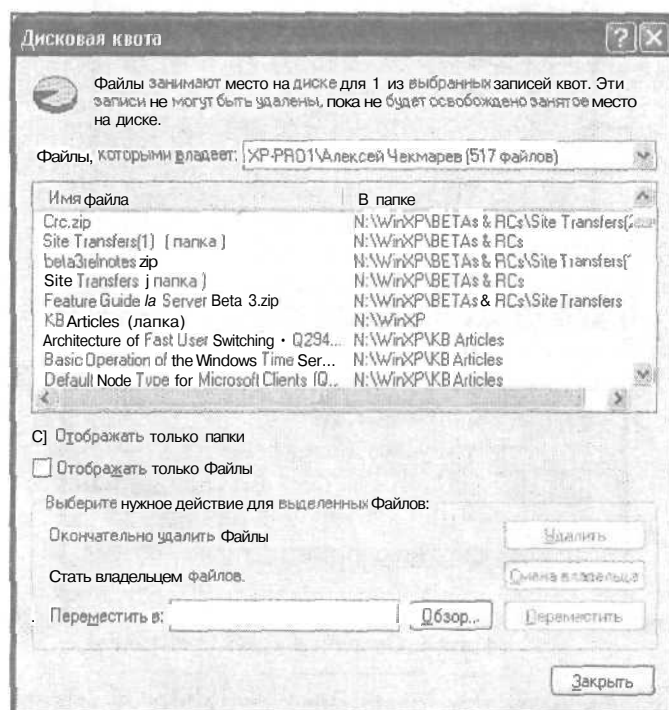 Дисковая квота
Файлы занимают место на диске для 1 из выбранных записей квот. Эти
записи не могут быть удалены, пока не будет освобождено занятое место
на диске.
Файлы, которыми владеет: XP-PRO1\Алексей Чекмарев (517 файлов)
Имя файла В папке
Crc.zip N:\WinXP\BETAs & RCs\Site Transfers(
Site Transfers(1) (папка) N:\WinXP\BETAs & RCs
beta3relnotes zip N:\WinXP\BETAs & RCs\Site Transfers(
Site Transfers j папка ) N:\WinXP\BETAs & RCs
Feature Guide la Server Beta 3.zip N:\WinXP\BETAs & RCs\Site Transfers
KB Articles (лапка) N:\WinXP
Architecture of Fast User Switching • Q294... N:\WinXP\KB Articles
Basic Operation of the Windows Time Ser... N:\WinXP\KB Articles
Default Node Type for Microsoft Clients (Q... N:\WinXP\KB Articles
C] Отображать только папки
Отображать только Файлы
Выберите нужное действие для выделенных Файлов:
Окончательно удалить Файлы Удалить
Стать владельцем файлов. Смена владельца
. Переместить в: Обзор... Переместить
Закрыть